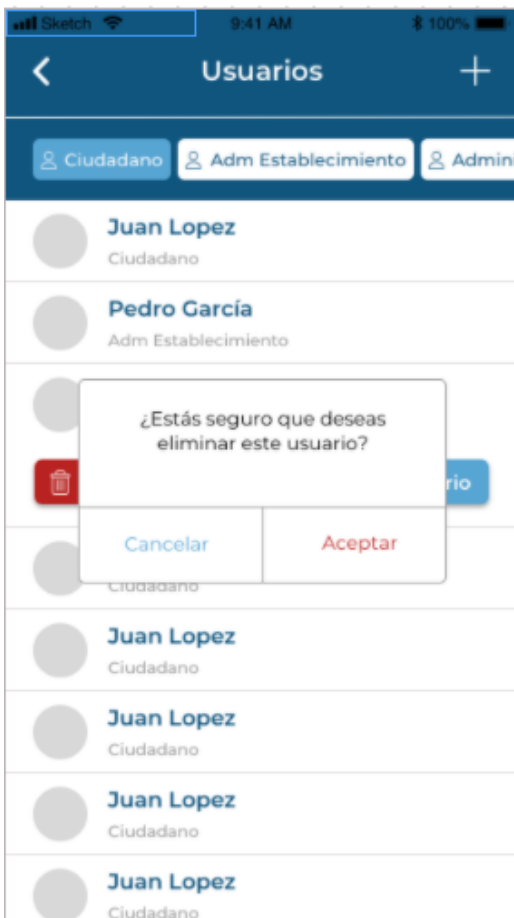 Sketch 9:41 AM 100%
Usuarios
Ciudadano Adm Establecimiento Admini
Juan Lopez
Ciudadano
Pedro García
Adm Establecimiento
¿Estás seguro que deseas
eliminar este usuario?
rio
Cancelar Aceptar
Ciudadano
Juan Lopez
Ciudadano
Juan Lopez
Ciudadano
Juan Lopez
Ciudadano
Juan Lopez
Ciudadano